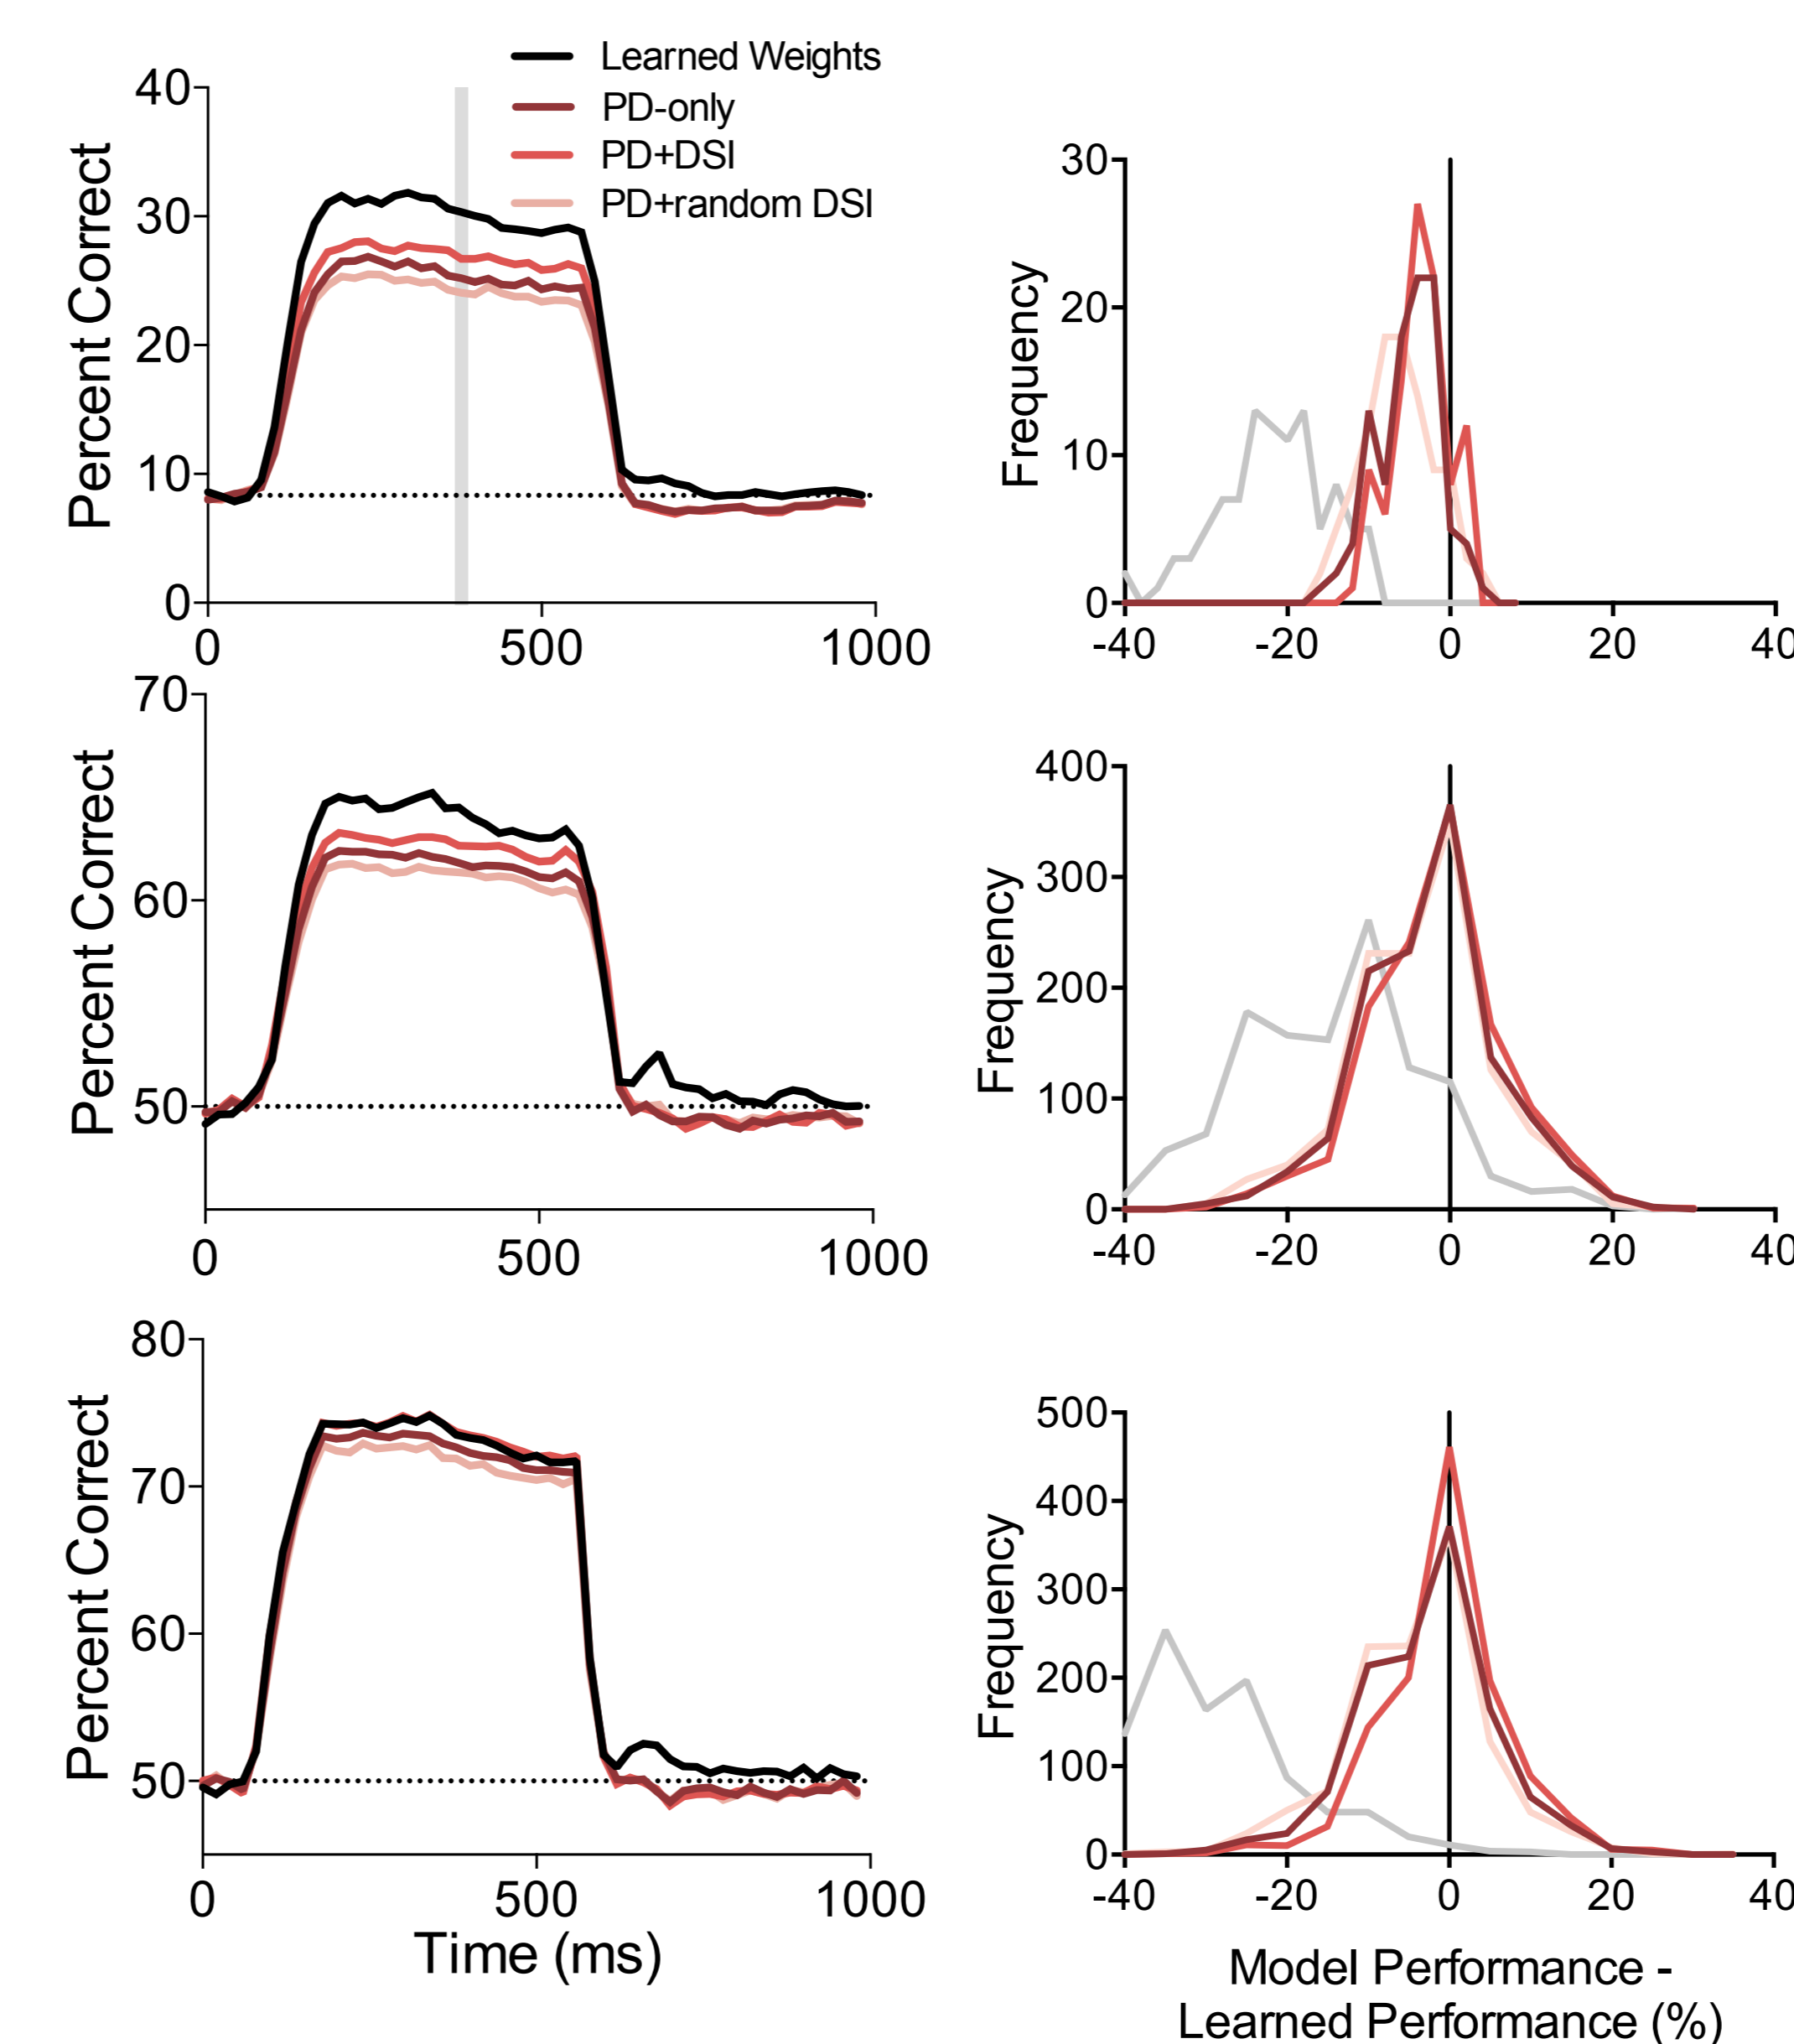 Learned Weights
PD-only
PD+DSI
PD+random DSI
Percent Correct
40
30
20
10
0
0 500 1000
Frequency
30
20
10
0
-40 -20 0 20 40
Percent Correct
70
60
50
0 500 1000
Frequency
400
300
200
100
0
-40 -20 0 20 40
Percent Correct
80
70
60
50
0 500 1000
Time (ms)
Frequency
500
400
300
200
100
0
-40 -20 0 20 40
Model Performance -
Learned Performance (%)